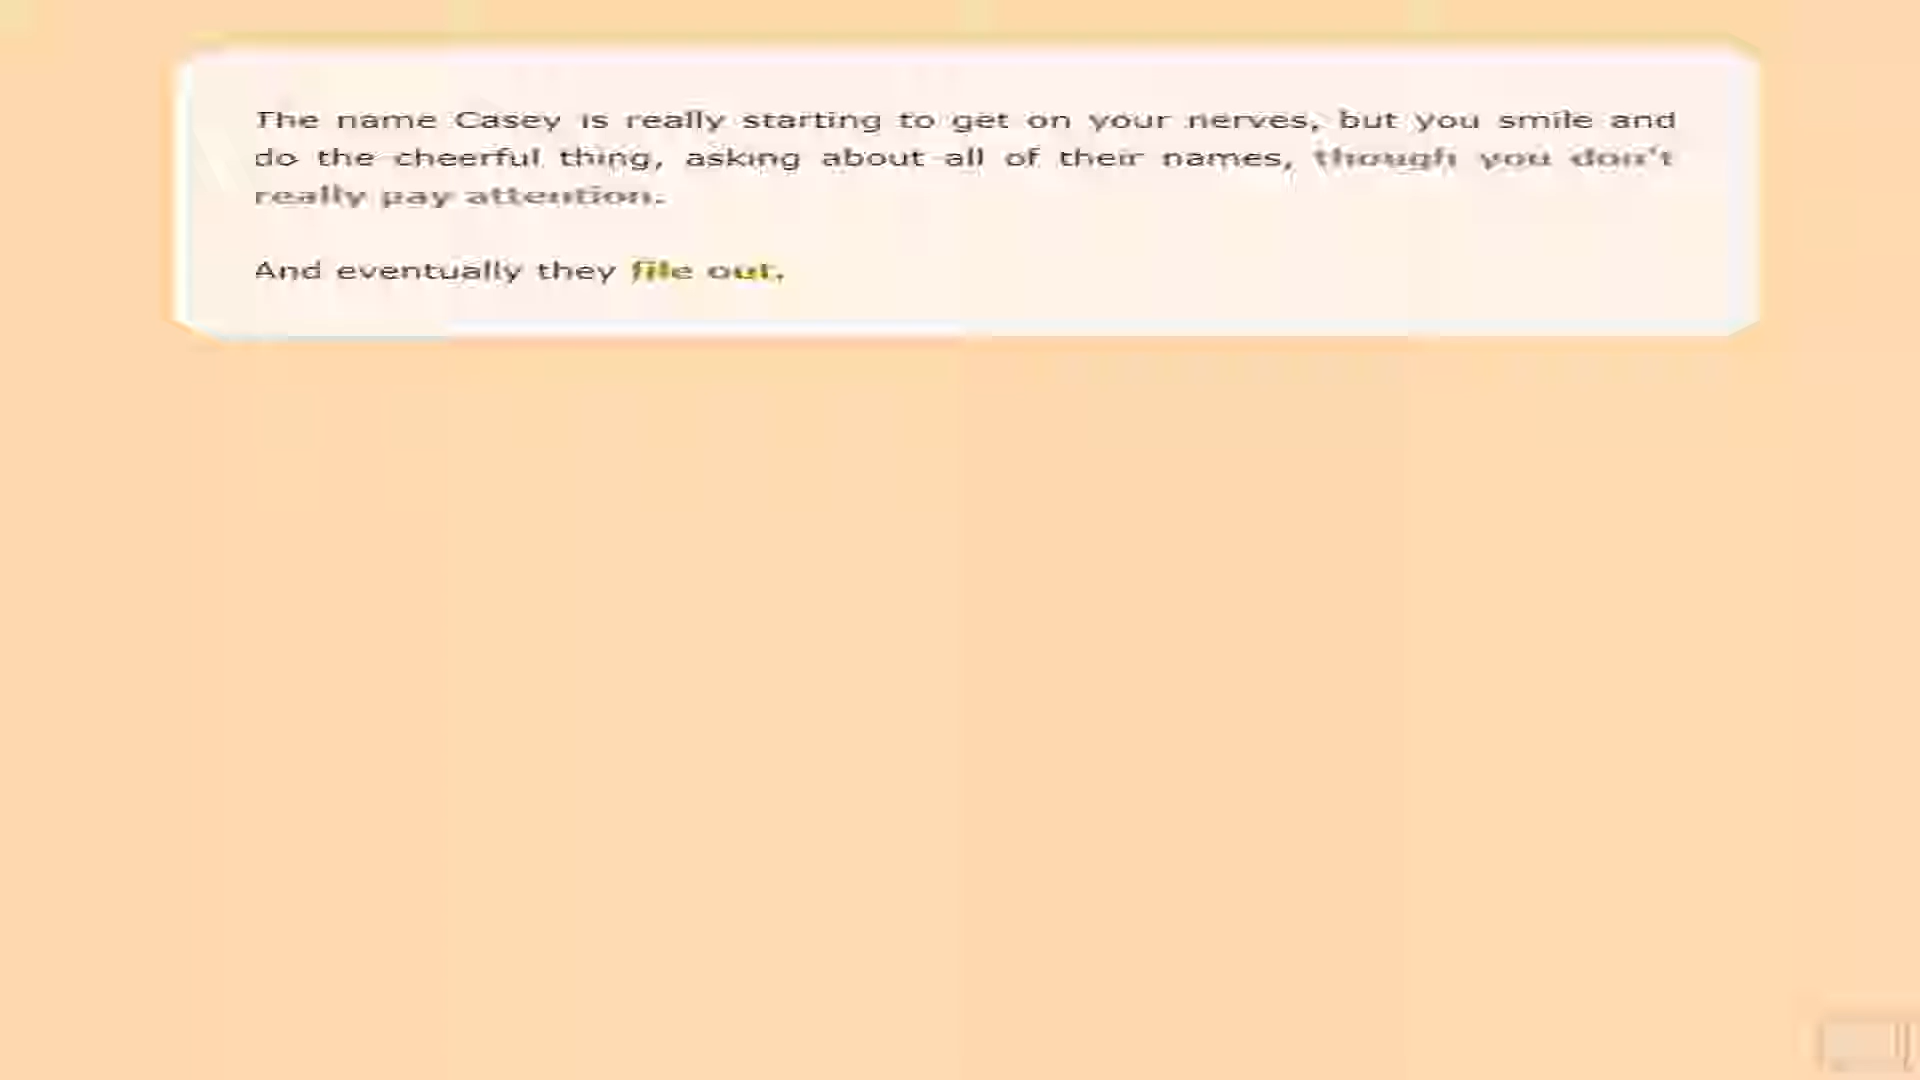 The name Casey is really starting to get on your nerves, but you smile and
do the cheerful thing, asking about all of their names, though you don't
really pay attention.
And eventually they file out.